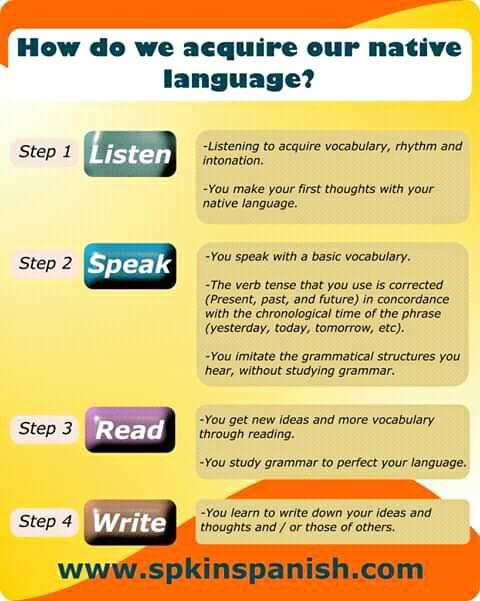 How do we acquire our native
language?
Step 1
Listen
-Listening to acquire vocabulary, rhythm and
intonation.
-You make your first thoughts with your
native language.
Step 2
Speak
-You speak with a basic vocabulary.
-The verb tense that you use is corrected
(Present, past, and future) in concordance
with the chronological time of the phrase
(yesterday, today, tomorrow, etc).
-You imitate the grammatical structures you
hear, without studying grammar.
Step 3
Read
-You get new ideas and more vocabulary
through reading.
-You study grammar to perfect your language.
Step 4
Write
-You learn to write down your ideas and
thoughts and / or those of others.
www.spkinspanish.com